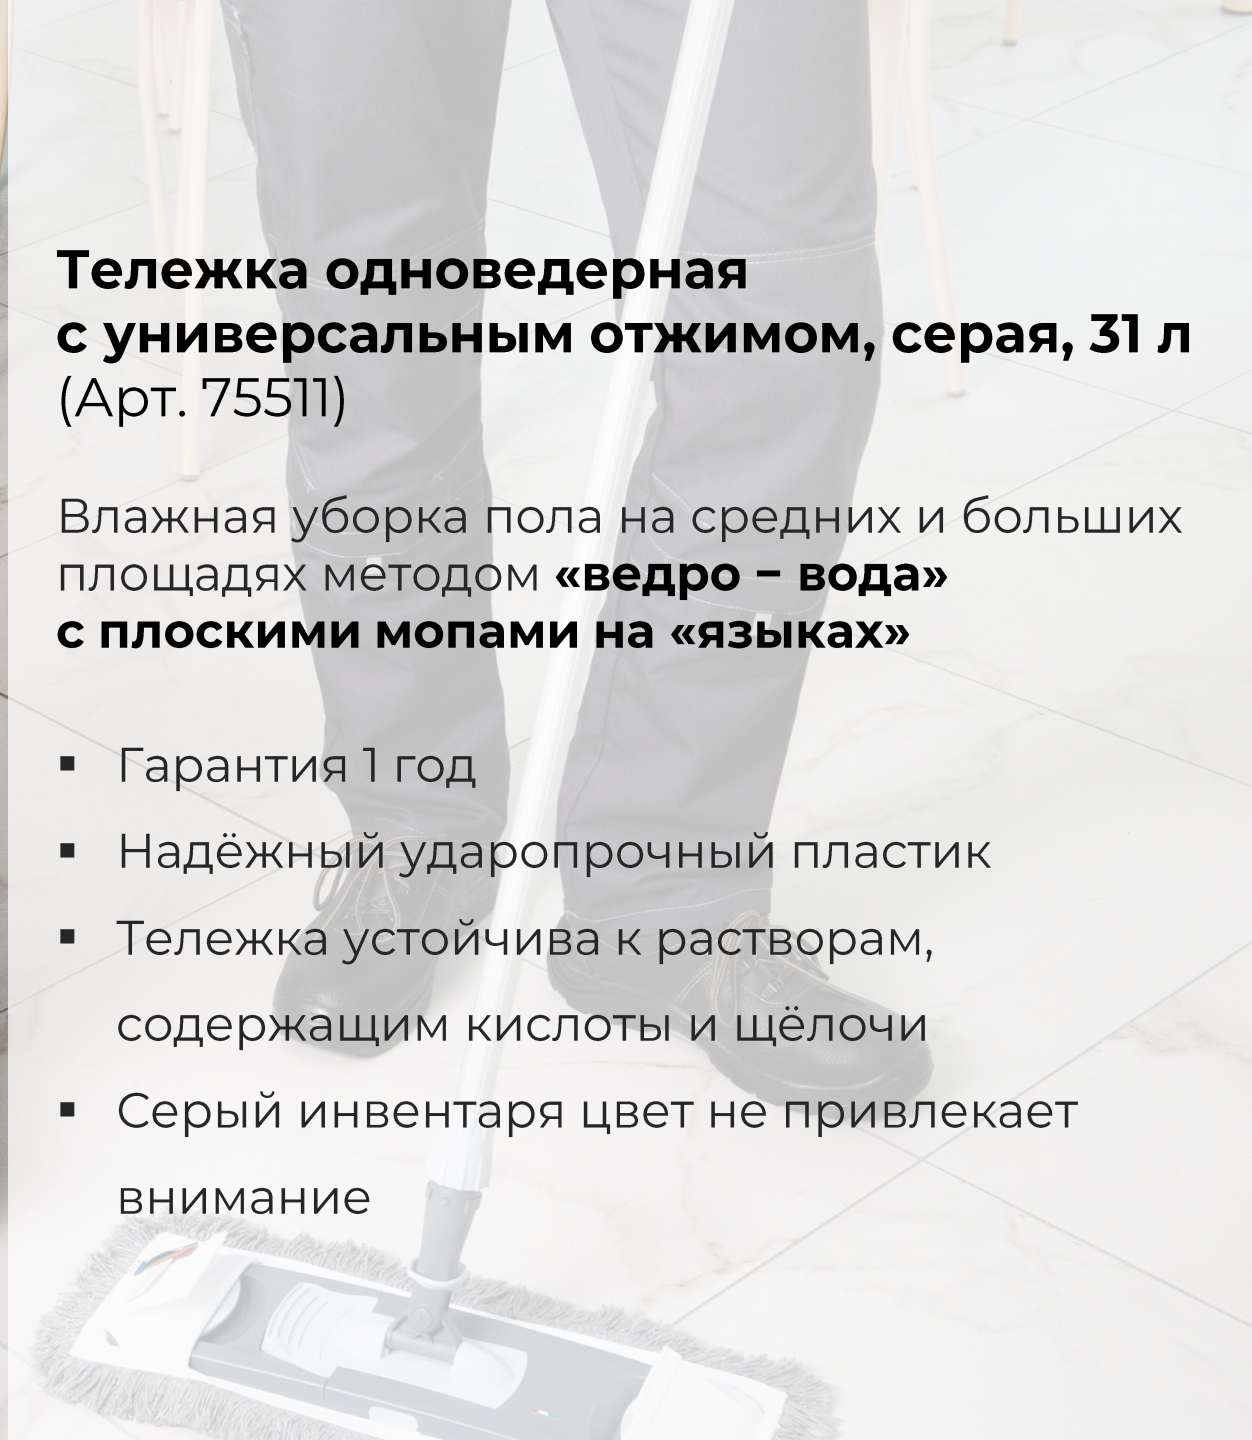 Тележка одноведерная
с универсальным отжимом, серая, 31 л
(Арт. 75511)
Влажная уборка пола на средних и больших
площадях методом «ведро – вода»
с плоскими мопами на «языках»
▪ Гарантия 1 год
▪ Надёжный ударопрочный пластик
▪ Тележка устойчива к растворам,
содержащим кислоты и щёлочи
▪ Серый инвентаря цвет не привлекает
внимание